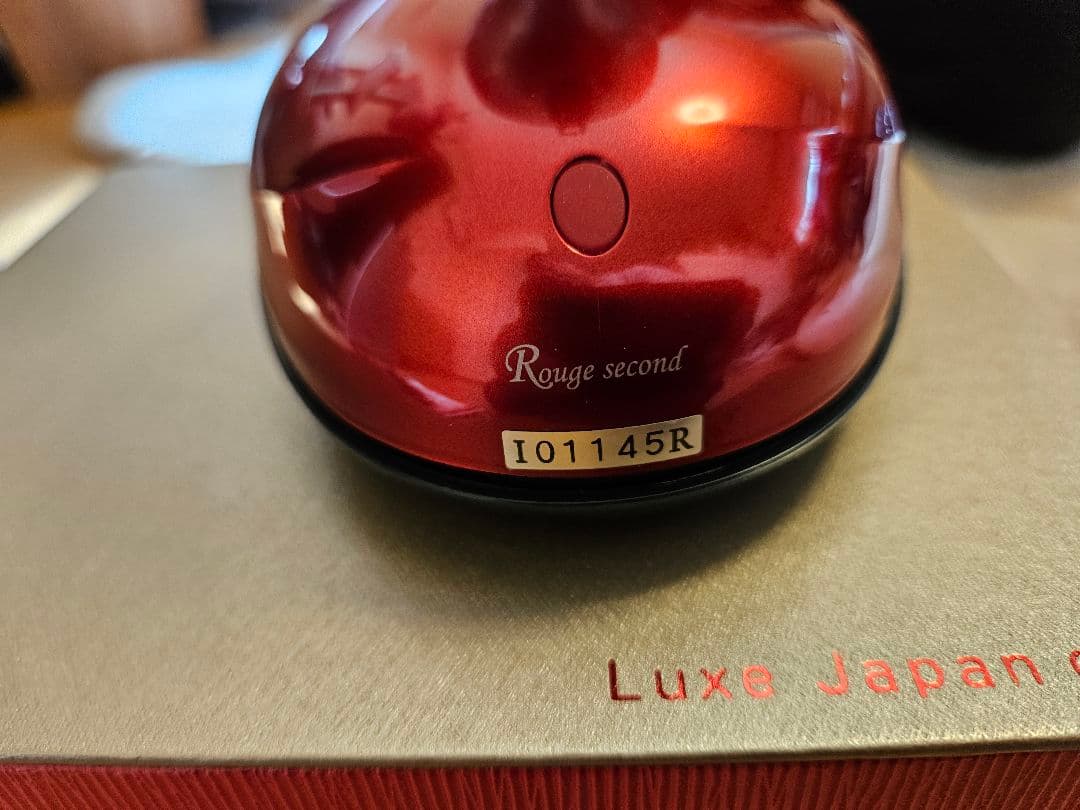 Rouge second
I01145R
Luxe Japan